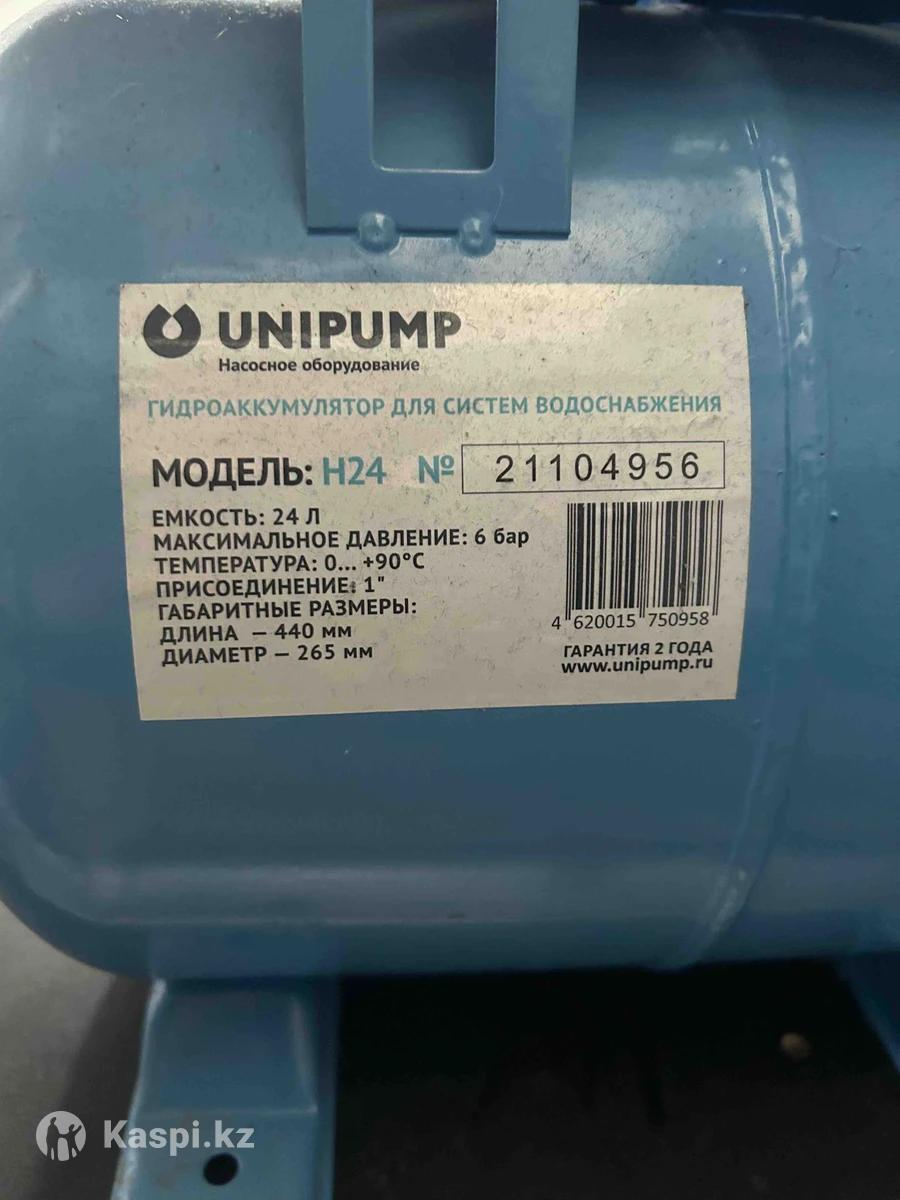 UNIPUMP
Насосное оборудование
ГИДРОАККУМУЛЯТОР ДЛЯ СИСТЕМ ВОДОСНАБЖЕНИЯ
МОДЕЛЬ: H24 № 21104956
ЕМКОСТЬ: 24 Л
МАКСИМАЛЬНОЕ ДАВЛЕНИЕ: 6 бар
ТЕМПЕРАТУРА: 0... +90°C
ПРИСОЕДИНЕНИЕ: 1"
ГАБАРИТНЫЕ РАЗМЕРЫ:
ДЛИНА – 440 мм
ДИАМЕТР – 265 мм
4 620015 750958
ГАРАНТИЯ 2 ГОДА
www.unipump.ru
Kaspi.kz